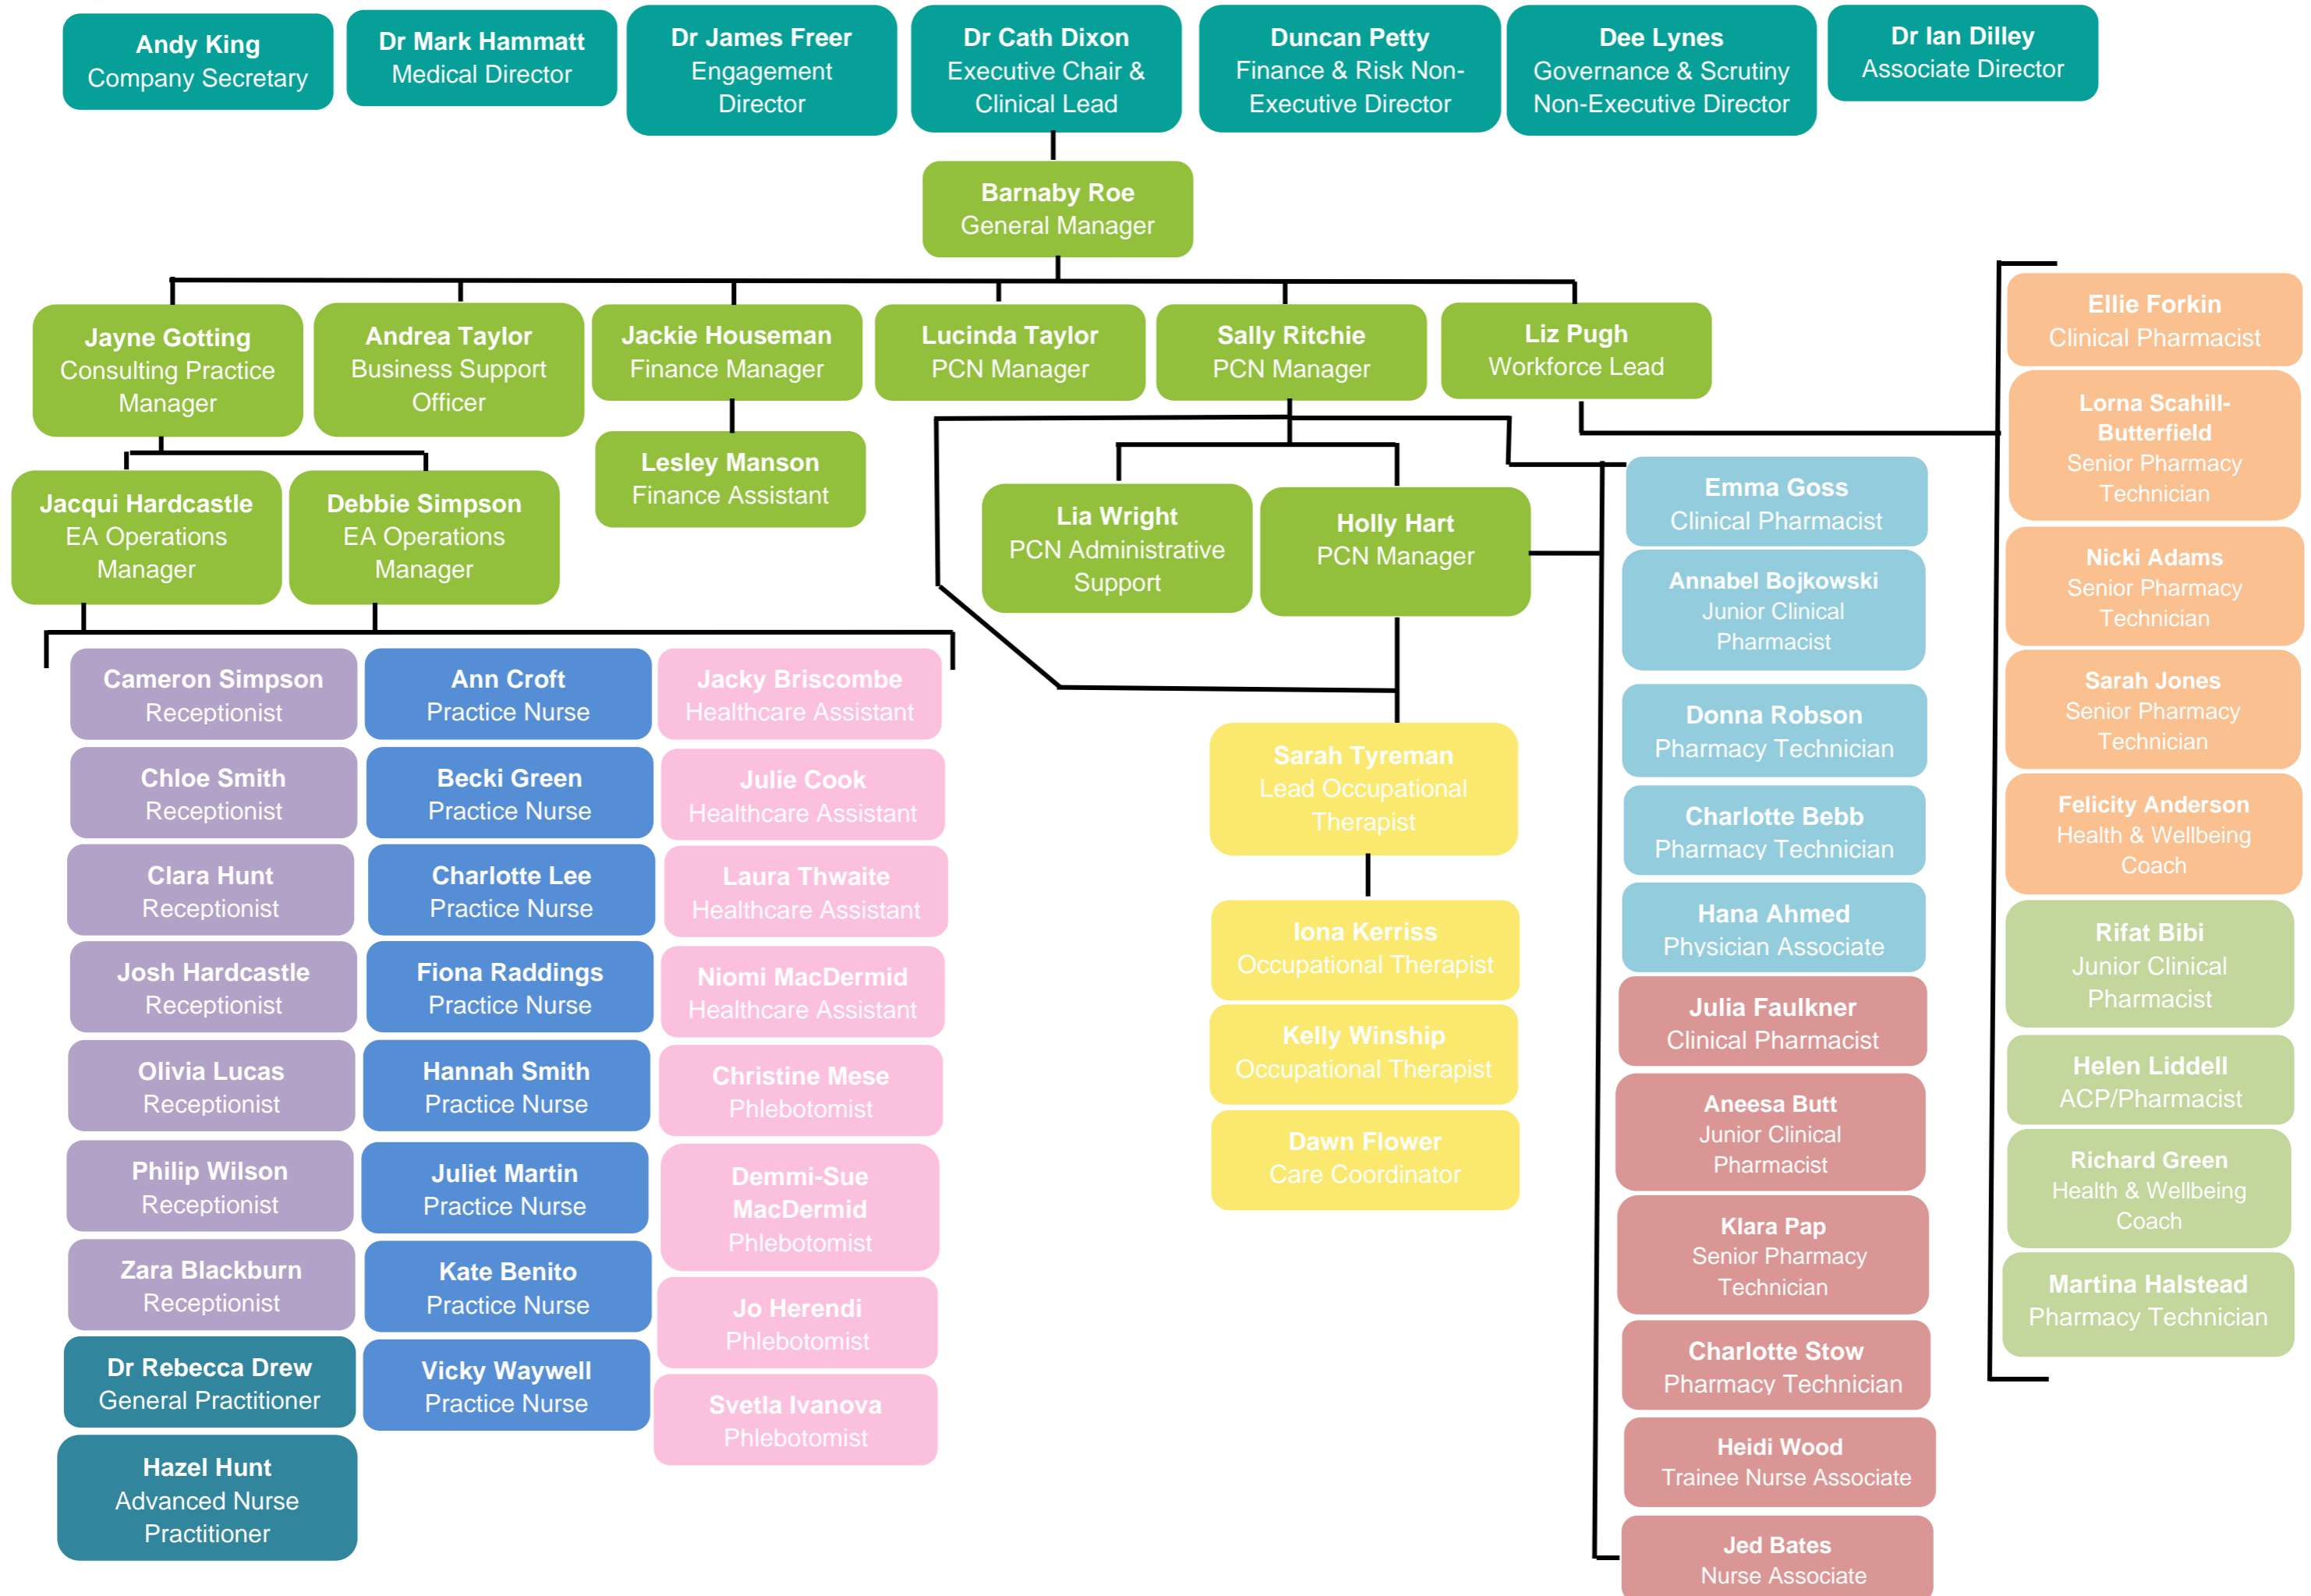 Andy King
Company Secretary
Dr Mark Hammatt
Medical Director
Dr James Freer
Engagement
Director
Dr Cath Dixon
Executive Chair &
Clinical Lead
Duncan Petty
Finance & Risk Non-
Executive Director
Dee Lynes
Governance & Scrutiny
Non-Executive Director
Dr Ian Dilley
Associate Director
Barnaby Roe
General Manager
Jayne Gotting
Consulting Practice
Manager
Andrea Taylor
Business Support
Officer
Jackie Houseman
Finance Manager
Lucinda Taylor
PCN Manager
Sally Ritchie
PCN Manager
Liz Pugh
Workforce Lead
Jacqui Hardcastle
EA Operations
Manager
Debbie Simpson
EA Operations
Manager
Lesley Manson
Finance Assistant
Lia Wright
PCN Administrative
Support
Holly Hart
PCN Manager
Cameron Simpson
Receptionist
Chloe Smith
Receptionist
Clara Hunt
Receptionist
Josh Hardcastle
Receptionist
Olivia Lucas
Receptionist
Philip Wilson
Receptionist
Zara Blackburn
Receptionist
Dr Rebecca Drew
General Practitioner
Hazel Hunt
Advanced Nurse
Practitioner
Ann Croft
Practice Nurse
Becki Green
Practice Nurse
Charlotte Lee
Practice Nurse
Fiona Raddings
Practice Nurse
Hannah Smith
Practice Nurse
Juliet Martin
Practice Nurse
Kate Benito
Practice Nurse
Vicky Waywell
Practice Nurse
Jacky Briscombe
Healthcare Assistant
Julie Cook
Healthcare Assistant
Laura Thwaite
Healthcare Assistant
Niomi MacDermid
Healthcare Assistant
Christine Mese
Phlebotomist
Demmi-Sue
MacDermid
Phlebotomist
Jo Herendi
Phlebotomist
Svetla Ivanova
Phlebotomist
Sarah Tyreman
Lead Occupational
Therapist
Iona Kerriss
Occupational Therapist
Kelly Winship
Occupational Therapist
Dawn Flower
Care Coordinator
Emma Goss
Clinical Pharmacist
Annabel Bojkowski
Junior Clinical
Pharmacist
Donna Robson
Pharmacy Technician
Charlotte Bebb
Pharmacy Technician
Hana Ahmed
Physician Associate
Julia Faulkner
Clinical Pharmacist
Aneesa Butt
Junior Clinical
Pharmacist
Klara Pap
Senior Pharmacy
Technician
Charlotte Stow
Pharmacy Technician
Heidi Wood
Trainee Nurse Associate
Jed Bates
Nurse Associate
Ellie Forkin
Clinical Pharmacist
Lorna Scahill-
Butterfield
Senior Pharmacy
Technician
Nicki Adams
Senior Pharmacy
Technician
Sarah Jones
Senior Pharmacy
Technician
Felicity Anderson
Health & Wellbeing
Coach
Rifat Bibi
Junior Clinical
Pharmacist
Helen Liddell
ACP/Pharmacist
Richard Green
Health & Wellbeing
Coach
Martina Halstead
Pharmacy Technician